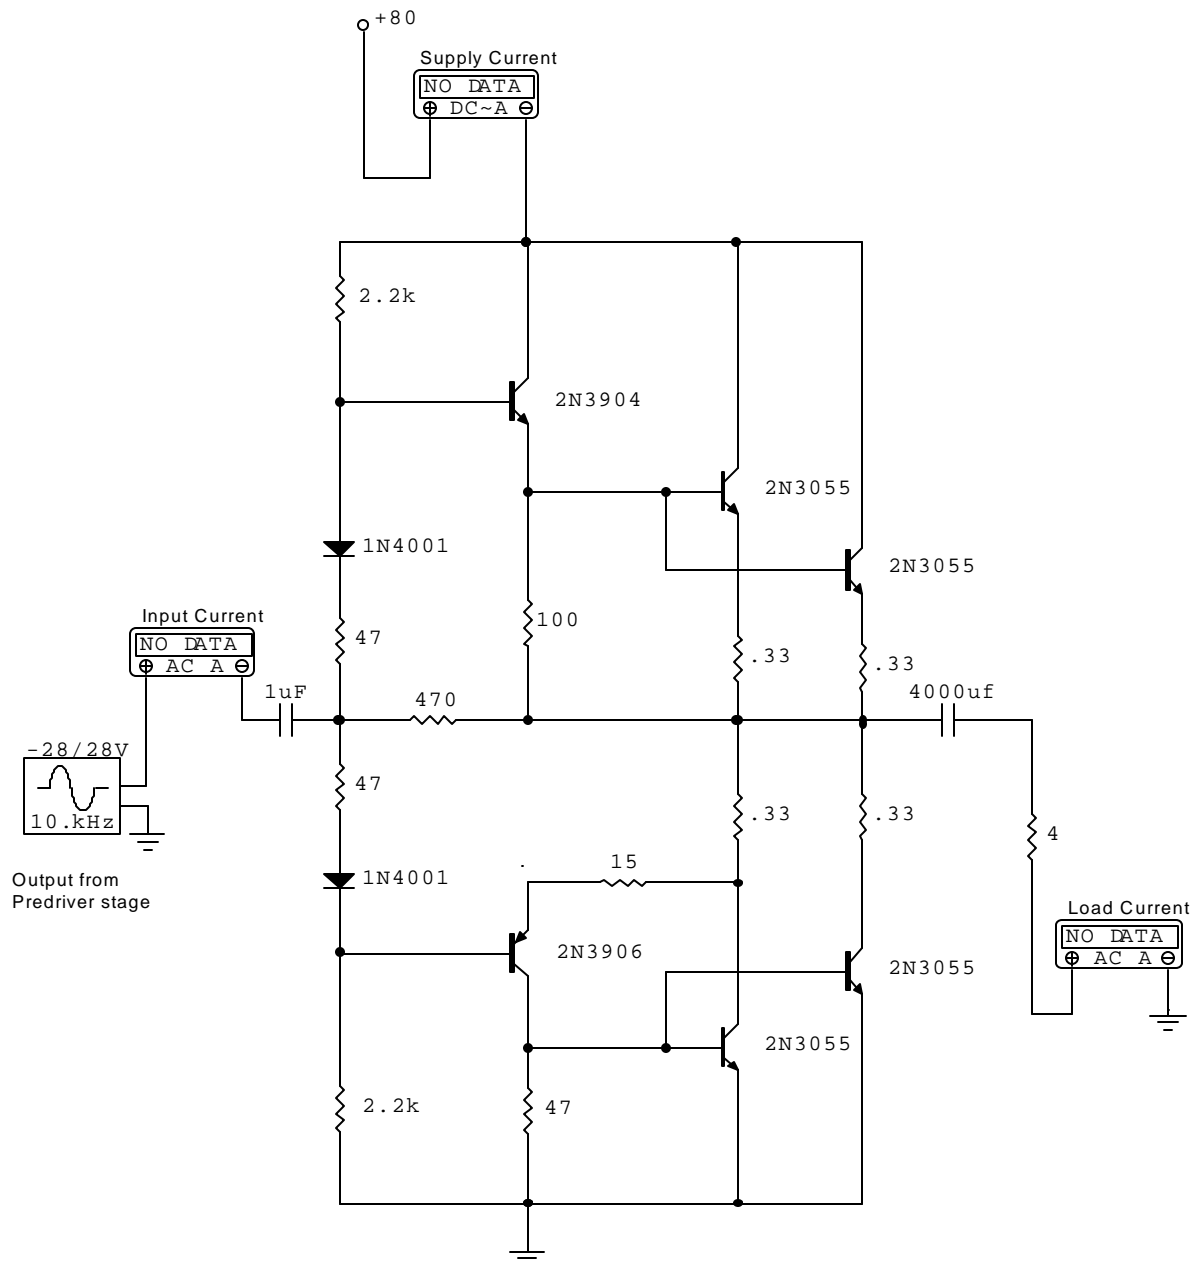 +80
Supply Current
NO DATA
DC~A
2.2k
2N3904
2N3055
1N4001
2N3055
Input Current
NO DATA
AC A
47
100
.33
.33
1uF
470
4000uf
-28/28V
10.kHz
47
.33
.33
4
Output from
Predriver stage
1N4001
15
Load Current
NO DATA
AC A
2N3906
2N3055
2N3055
2.2k
47